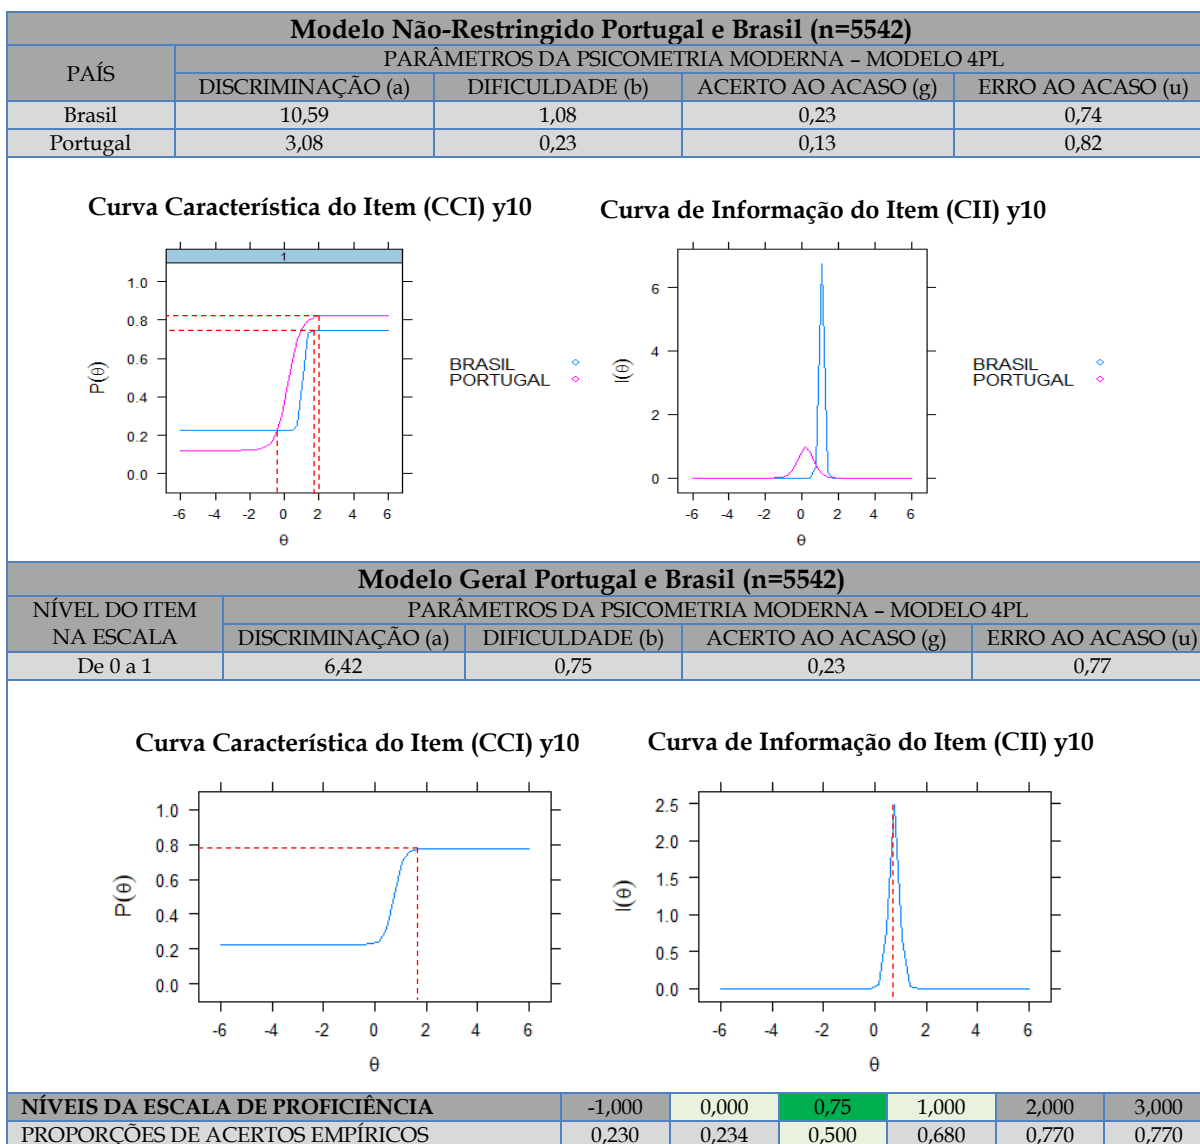 Modelo Não-Restringido Portugal e Brasil (n=5542)
PAÍS
PARÂMETROS DA PSICOMETRIA MODERNA – MODELO 4PL
DISCRIMINAÇÃO (a) DIFICULDADE (b) ACERTO AO ACASO (g) ERRO AO ACASO (u)
Brasil 10,59 1,08 0,23 0,74
Portugal 3,08 0,23 0,13 0,82
Curva Característica do Item (CCI) y10
1
1.0
0.8
0.6
0.4
0.2
0.0
P(θ)
-6 -4 -2 0 2 4 6
θ
BRASIL
PORTUGAL
Curva de Informação do Item (CII) y10
6
4
2
0
I(θ)
-6 -4 -2 0 2 4 6
θ
BRASIL
PORTUGAL
Modelo Geral Portugal e Brasil (n=5542)
NÍVEL DO ITEM
NA ESCALA
PARÂMETROS DA PSICOMETRIA MODERNA – MODELO 4PL
DISCRIMINAÇÃO (a) DIFICULDADE (b) ACERTO AO ACASO (g) ERRO AO ACASO (u)
De 0 a 1 6,42 0,75 0,23 0,77
Curva Característica do Item (CCI) y10
1.0
0.8
0.6
0.4
0.2
0.0
P(θ)
-6 -4 -2 0 2 4 6
θ
Curva de Informação do Item (CII) y10
2.5
2.0
1.5
1.0
0.5
0.0
I(θ)
-6 -4 -2 0 2 4 6
θ
NÍVEIS DA ESCALA DE PROFICIÊNCIA -1,000 0,000 0,75 1,000 2,000 3,000
PROPORÇÕES DE ACERTOS EMPÍRICOS 0,230 0,234 0,500 0,680 0,770 0,770